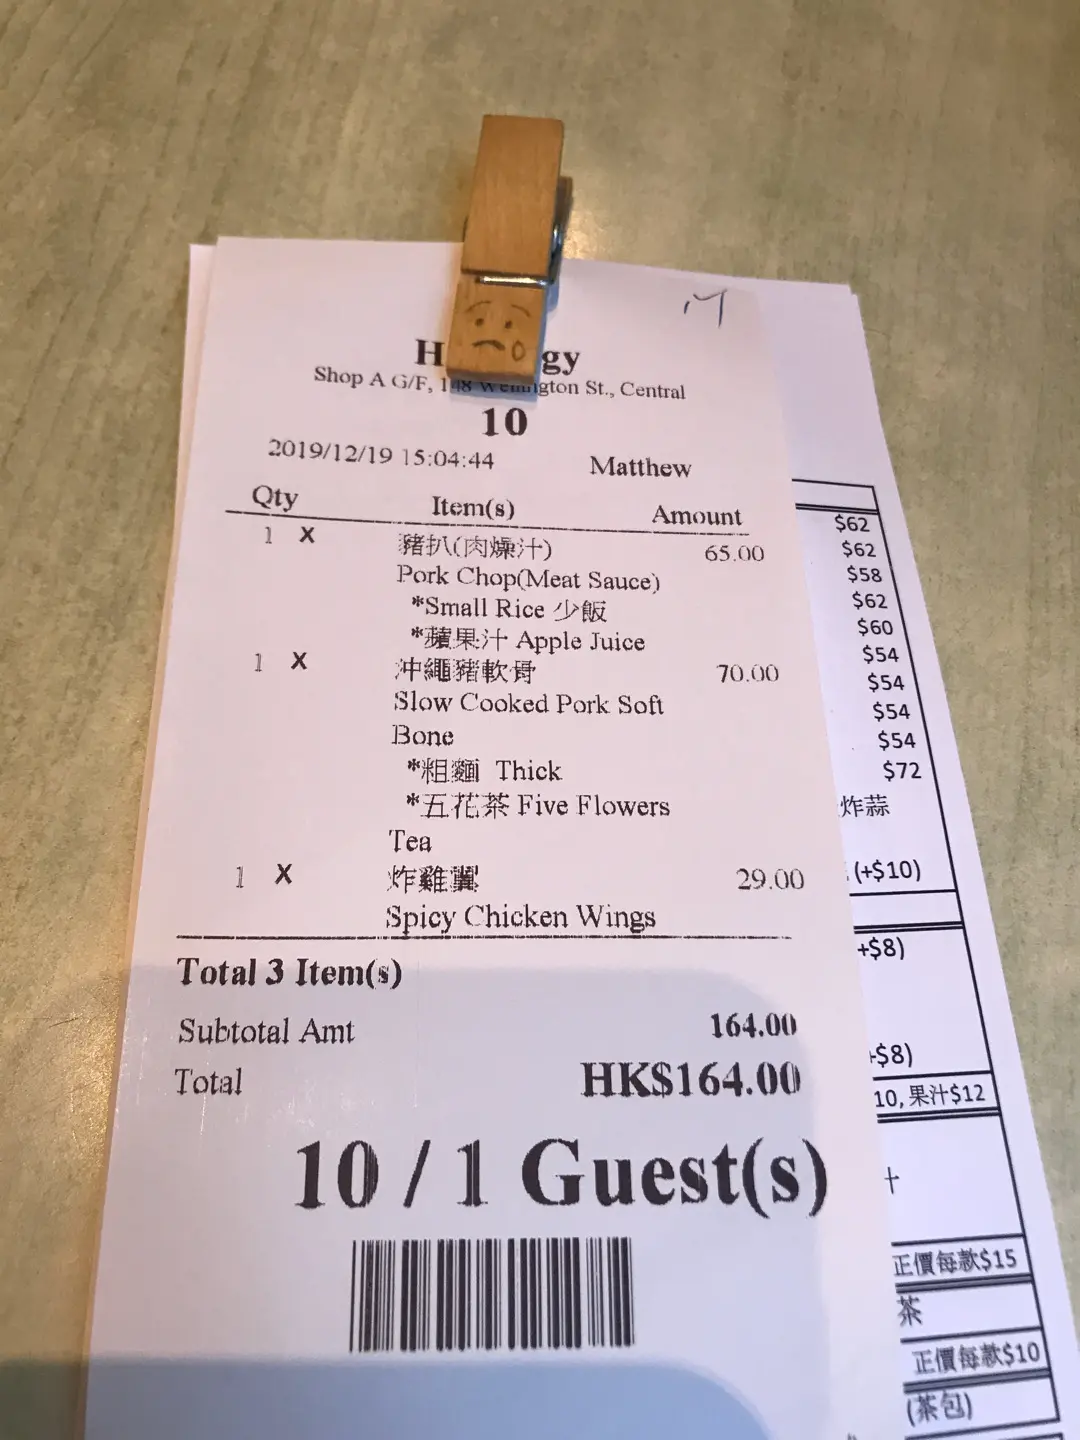 gy
Shop A G/F, 148 Wellington St., Central
10
2019/12/19 15:04:44 Matthew
Qty Item(s) Amount
1 X 豬扒(肉燥汁) 65.00
Pork Chop(Meat Sauce)
*Small Rice 少飯
*蘋果汁 Apple Juice
1 X 沖繩豬軟骨 70.00
Slow Cooked Pork Soft
Bone
*粗麵 Thick
*五花茶 Five Flowers
Tea
1 X 炸雞翼 29.00
Spicy Chicken Wings
Total 3 Item(s)
Subtotal Amt 164.00
Total HK$164.00
10 / 1 Guest(s)
$62
$62
$58
$62
$60
$54
$54
$54
$54
$72
炸蒜
(+$10)
+$8)
+$8)
10, 果汁$12
正價每款$15
茶
正價每款$10
(茶包)